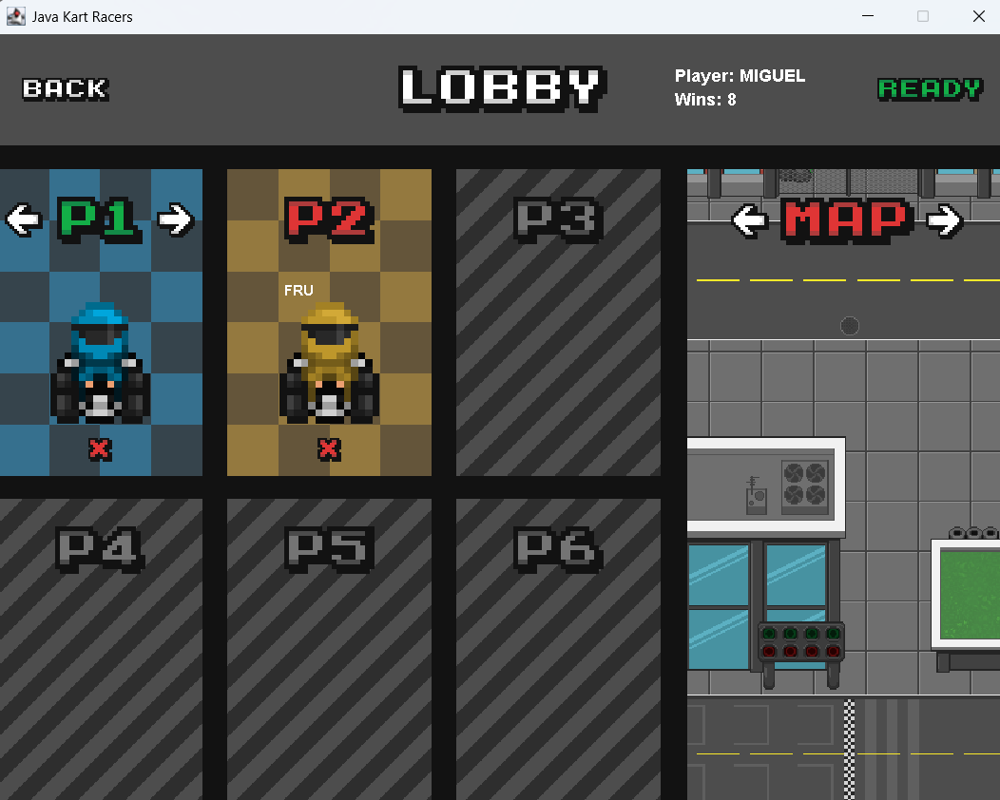 Java Kart Racers
BACK
LOBBY
Player: MIGUEL
Wins: 8
READY
P1
P2
P3
MAP
FRU
P4
P5
P6